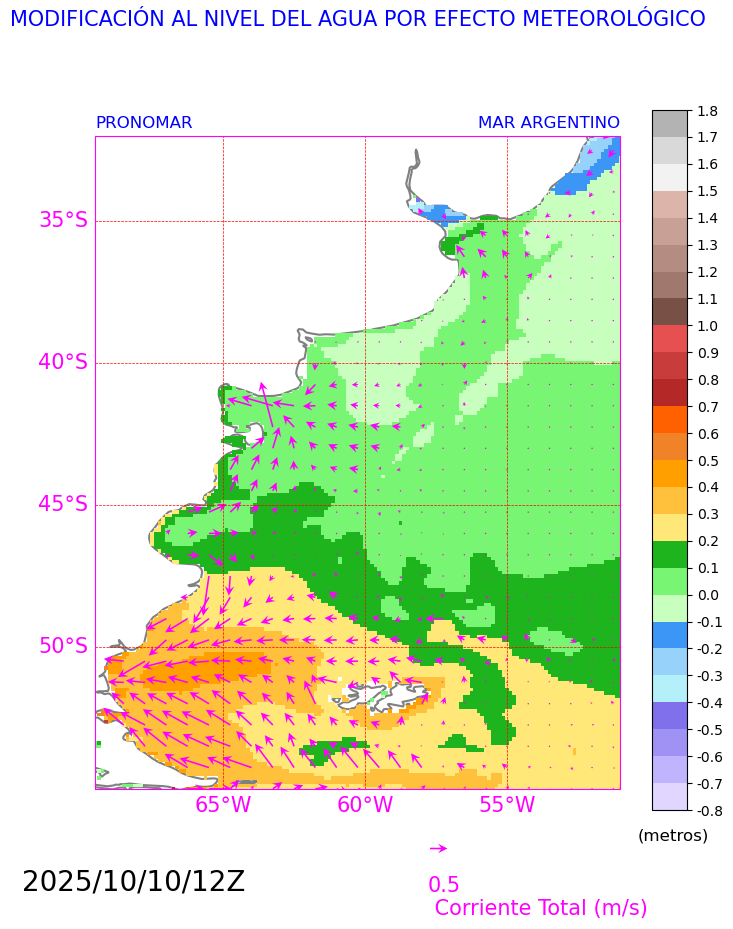 MODIFICACIÓN AL NIVEL DEL AGUA POR EFECTO METEOROLÓGICO
PRONOMAR
MAR ARGENTINO
35°S
40°S
45°S
50°S
65°W
60°W
55°W
1.8
1.7
1.6
1.5
1.4
1.3
1.2
1.1
1.0
0.9
0.8
0.7
0.6
0.5
0.4
0.3
0.2
0.1
0.0
-0.1
-0.2
-0.3
-0.4
-0.5
-0.6
-0.7
-0.8
(metros)
2025/10/10/12Z
0.5
Corriente Total (m/s)